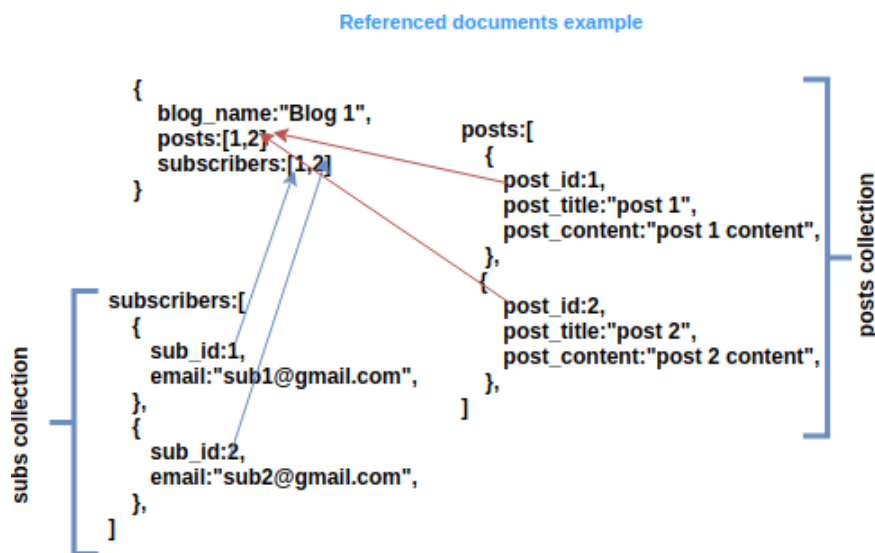 Referenced documents example
{
blog_name:"Blog 1",
posts:[1,2]
subscribers:[1,2]
}
posts:[
{
post_id:1,
post_title:"post 1",
post_content:"post 1 content",
},
{
post_id:2,
post_title:"post 2",
post_content:"post 2 content",
},
]
posts collection
subs collection
subscribers:[
{
sub_id:1,
email:"sub1@gmail.com",
},
{
sub_id:2,
email:"sub2@gmail.com",
},
]